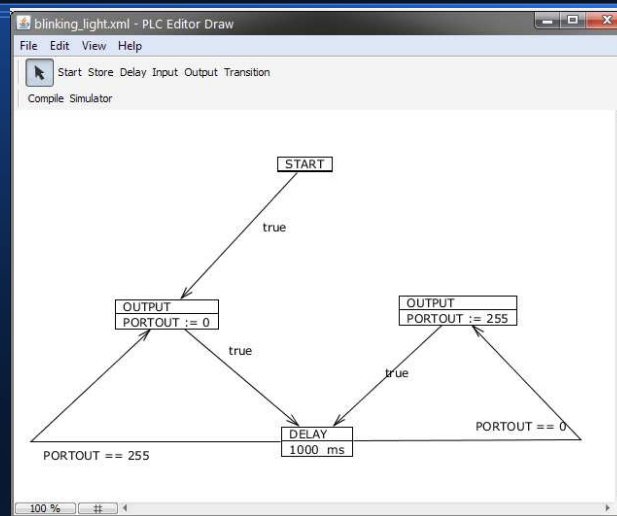 blinking_light.xml - PLC Editor Draw
File Edit View Help
Start Store Delay Input Output Transition
Compile Simulator
START
true
OUTPUT
PORTOUT := 0
OUTPUT
PORTOUT := 255
true
true
PORTOUT == 0
DELAY
1000 ms
PORTOUT == 255
100 % #